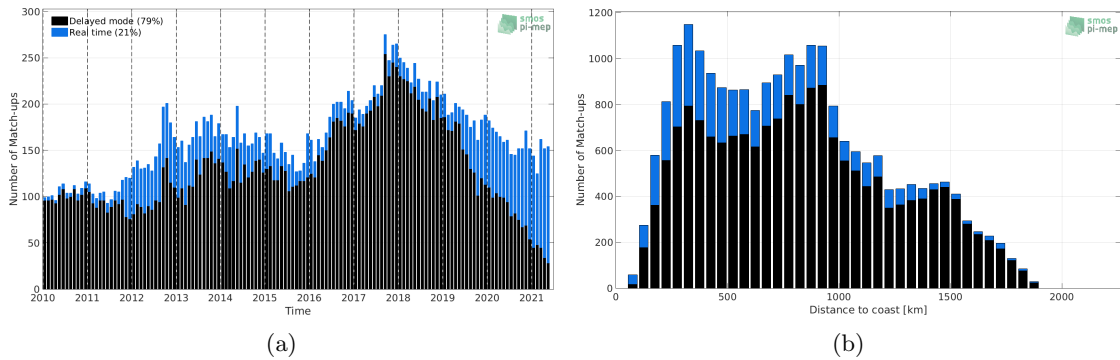 Delayed mode (79%)
Real time (21%)
smos
pi-mep
Number of Match-ups
300
250
200
150
100
50
0
2010 2011 2012 2013 2014 2015 2016 2017 2018 2019 2020 2021
Time
(a)
smos
pi-mep
Number of Match-ups
1200
1000
800
600
400
200
0
0 500 1000 1500 2000
Distance to coast [km]
(b)